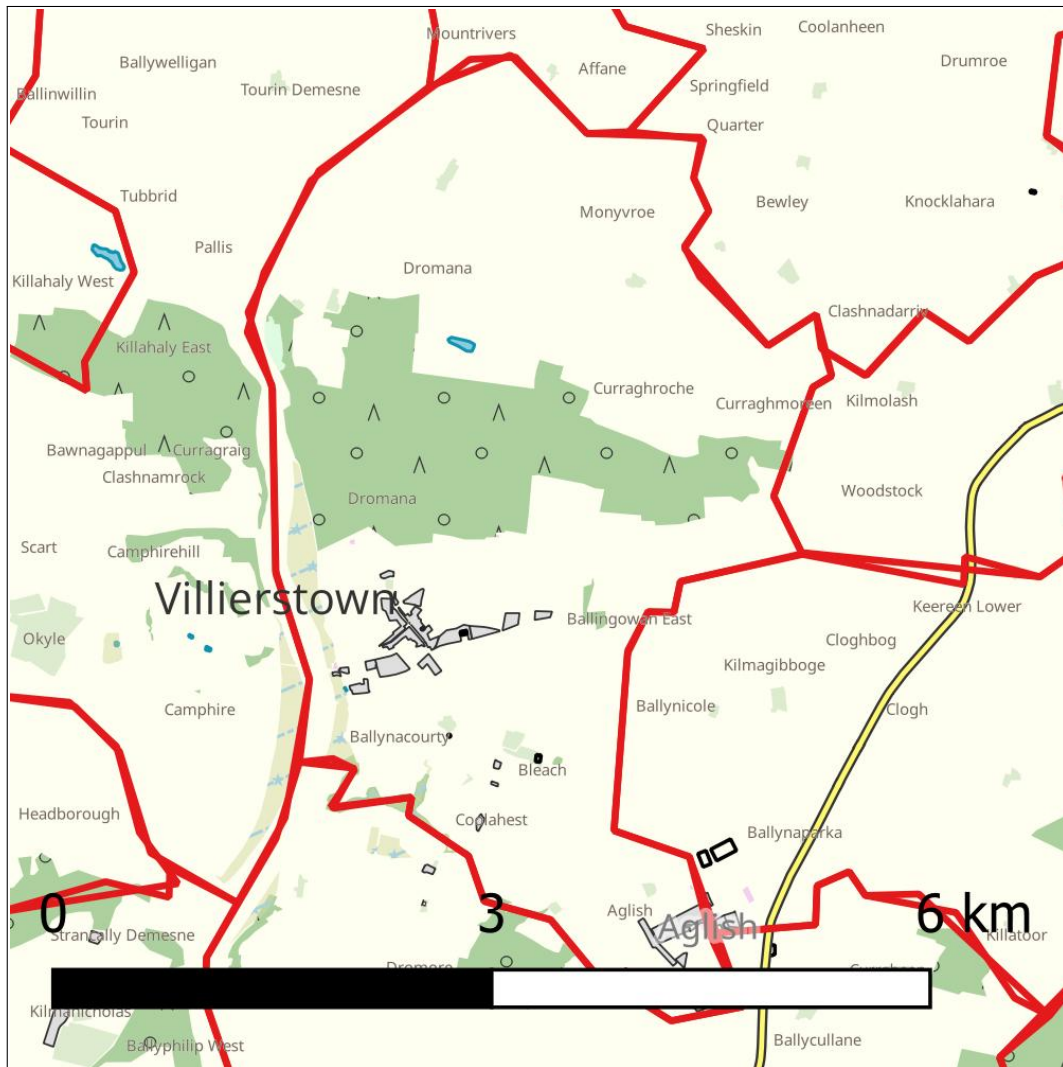 Mountrivers
Sheskin
Coolanheen
Ballywelligan
Affane
Drumroe
Ballinwillin
Tourin Demesne
Springfield
Tourin
Quarter
Tubbrid
Monyvroe
Bewley
Knocklahara
Pallis
Killahaly West
Dromana
Clashnadarriv
Killahaly East
Curraghroche
Curraghmoreen
Kilmolash
Bawnagappul
Curragraig
Clashnamrock
Dromana
Woodstock
Scart
Camphirehill
Villierstown
Keereen Lower
Okyle
Ballingowan East
Cloghbog
Kilmagibboge
Camphire
Ballynicole
Clogh
Ballynacourty
Bleach
Headborough
Coolahest
Ballynaparka
0
3
6 km
Aglish
Aglish
Strancally Demesne
Killatoor
Dromore
Kilmanicholas
Ballyphilip West
Ballycullane